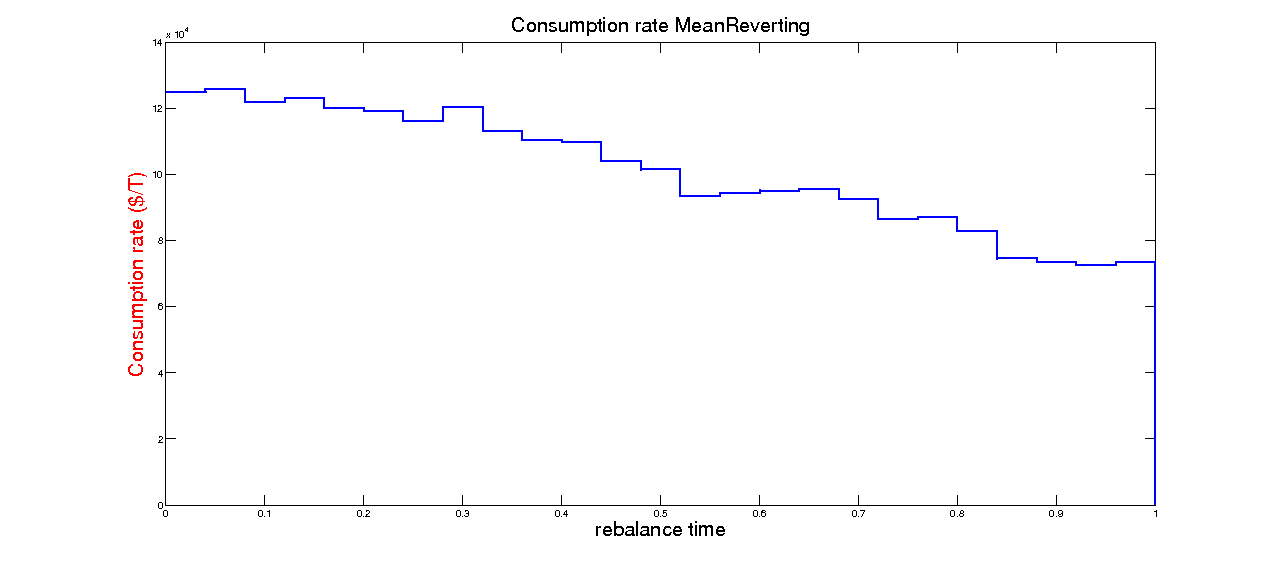 Consumption rate MeanReverting
x 10^4
14
12
10
8
6
4
2
0
Consumption rate ($/T)
0 0.1 0.2 0.3 0.4 0.5 0.6 0.7 0.8 0.9 1
rebalance time